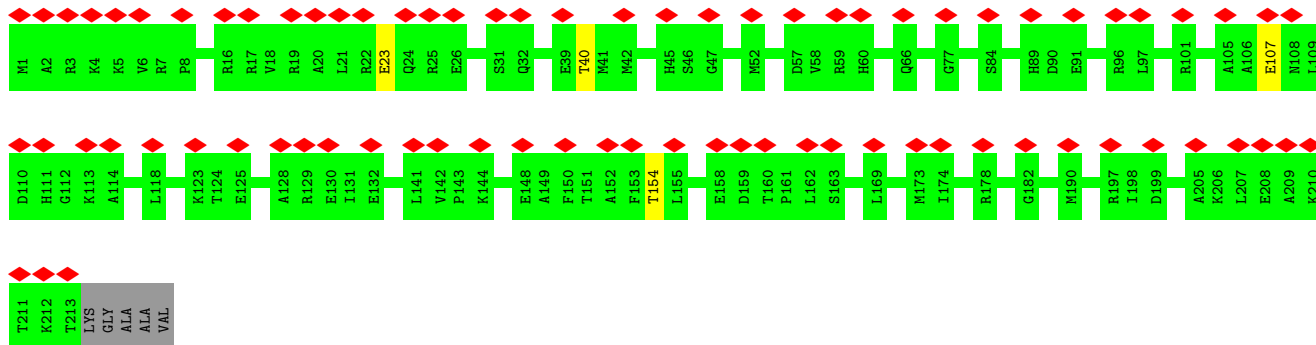 M1 A2 R3 K4 K5 V6 R7 P8 R16 R17 V18 R19 A20 L21 R22 E23 Q24 R25 E26 S31 Q32 E39 T40 M41 M42 H45 S46 G47 M52 D57 V58 R59 H60 Q66 G77 S84 H89 D90 E91 R96 L97 R101 A105 A106 E107 N108 L109
D110 H111 G112 K113 A114 L118 K123 T124 E125 A128 R129 E130 I131 E132 L141 V142 P143 K144 E148 A149 F150 T151 A152 F153 T154 L155 E158 D159 T160 P161 L162 S163 L169 M173 I174 R178 G182 M190 R197 I198 D199 A205 K206 L207 E208 A209 K210
T211 K212 T213 LYS GLY ALA ALA VAL